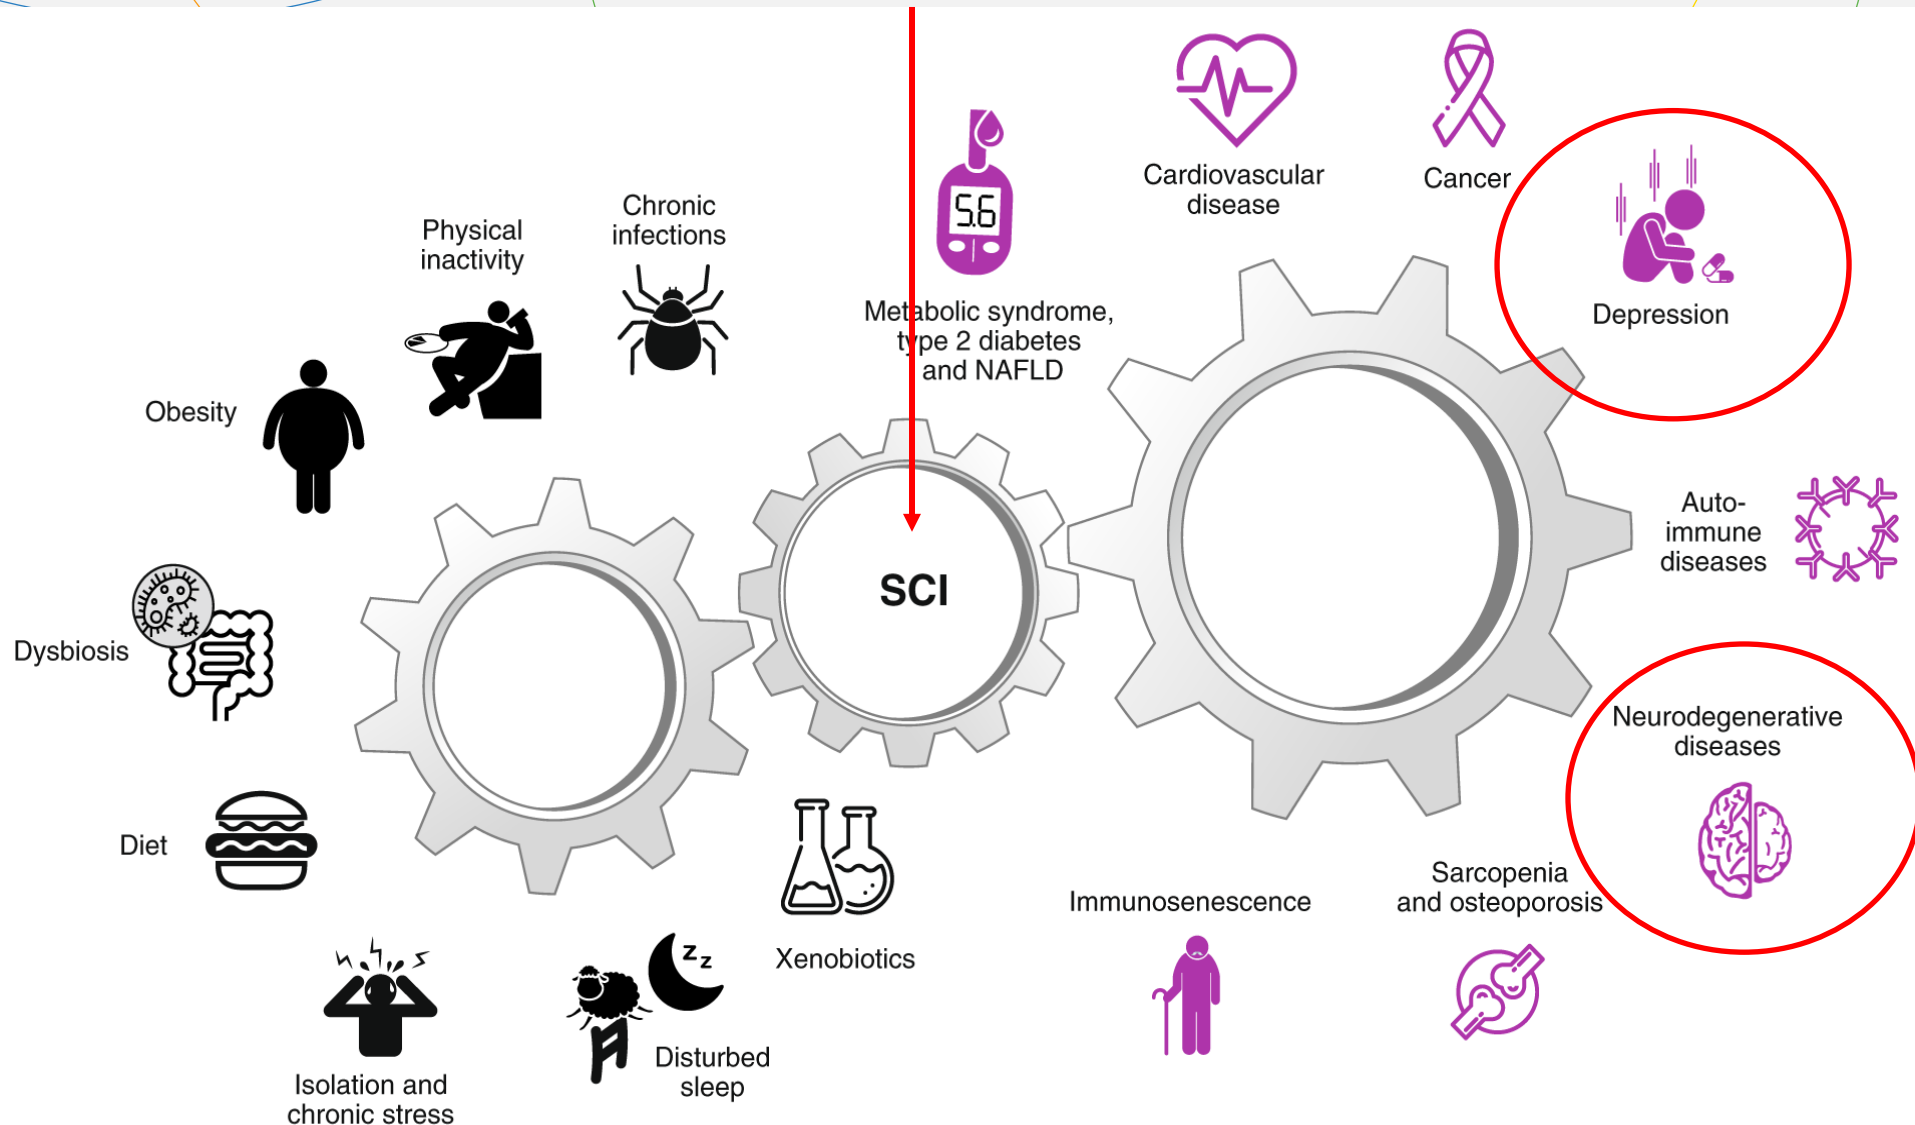 Chronic
infections
Physical
inactivity
Obesity
Dysbiosis
Diet
Isolation and
chronic stress
z z
Disturbed
sleep
Xenobiotics
SCI
5.6
Metabolic syndrome,
type 2 diabetes
and NAFLD
Cardiovascular
disease
Cancer
Depression
Auto-
immune
diseases
Neurodegenerative
diseases
Sarcopenia
and osteoporosis
Immunosenescence